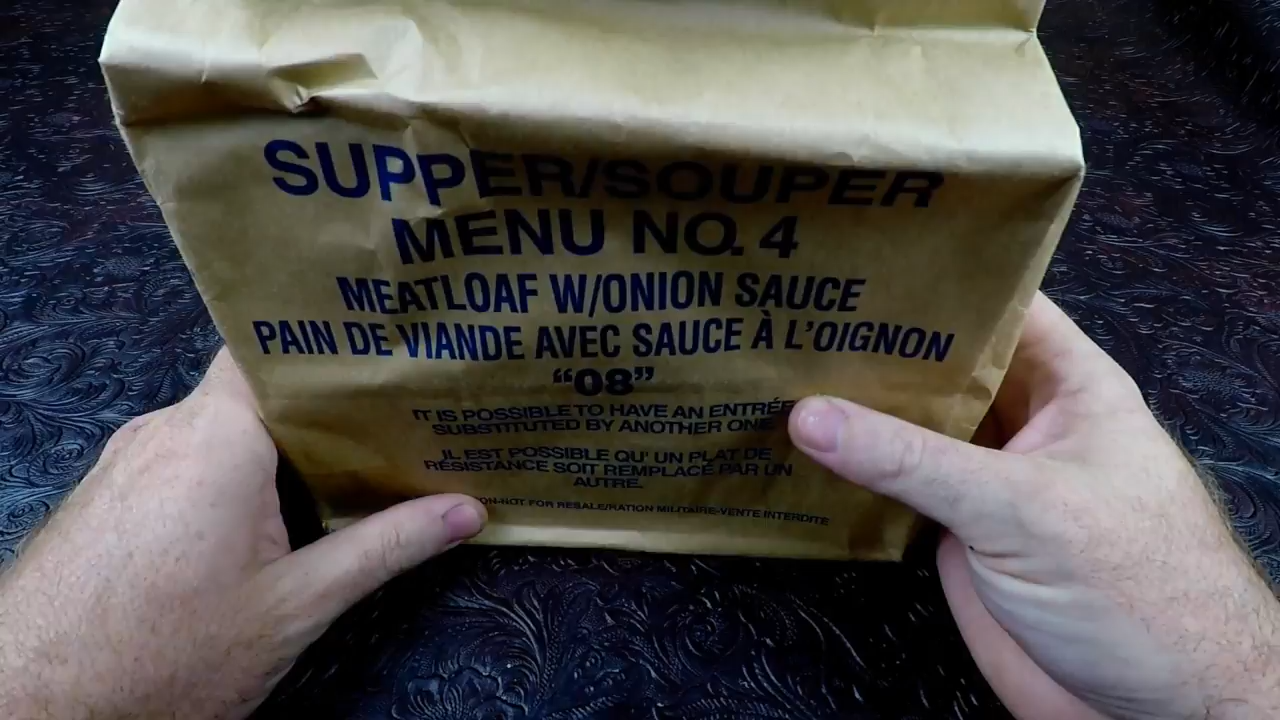 SUPPER/SOUPER
MENU NO. 4
MEATLOAF W/ONION SAUCE
PAIN DE VIANDE AVEC SAUCE À L'OIGNON
“08”
IT IS POSSIBLE TO HAVE AN ENTRÉE
SUBSTITUTED BY ANOTHER ONE
IL EST POSSIBLE QU' UN PLAT DE
RÉSISTANCE SOIT REMPLACÉ PAR UN
AUTRE.
NOT FOR RESALE/RATION MILITAIRE-VENTE INTERDITE